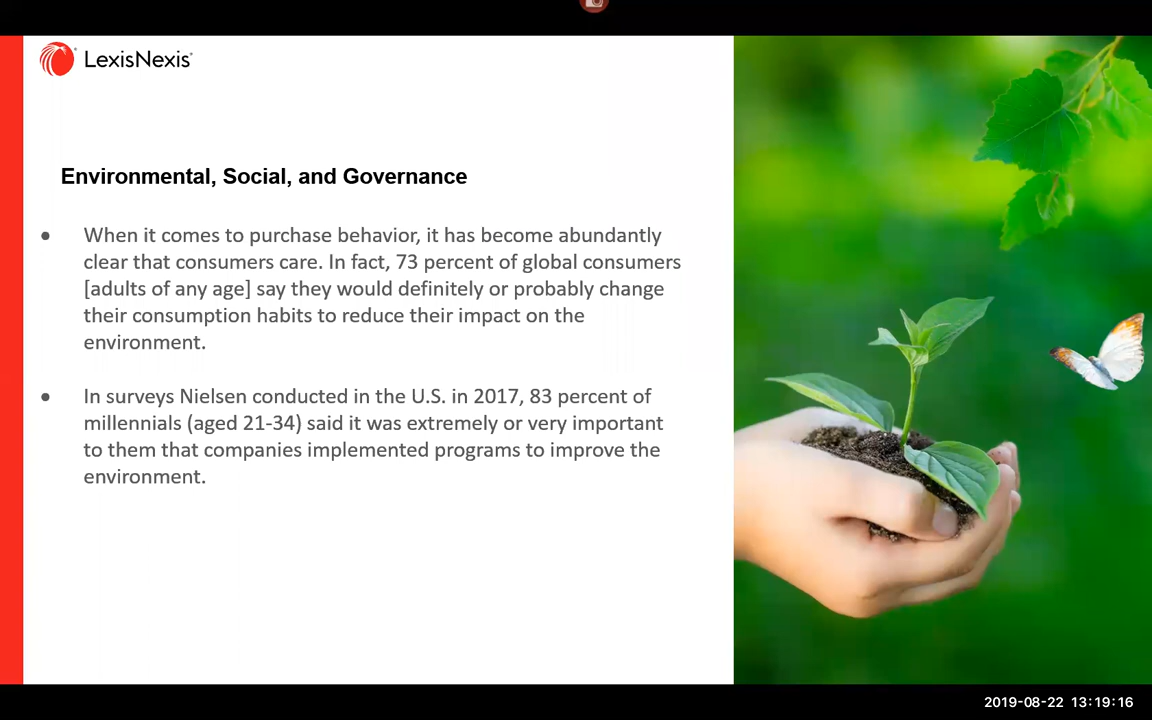 LexisNexis
Environmental, Social, and Governance
● When it comes to purchase behavior, it has become abundantly
clear that consumers care. In fact, 73 percent of global consumers
[adults of any age] say they would definitely or probably change
their consumption habits to reduce their impact on the
environment.
● In surveys Nielsen conducted in the U.S. in 2017, 83 percent of
millennials (aged 21-34) said it was extremely or very important
to them that companies implemented programs to improve the
environment.
2019-08-22 13:19:16